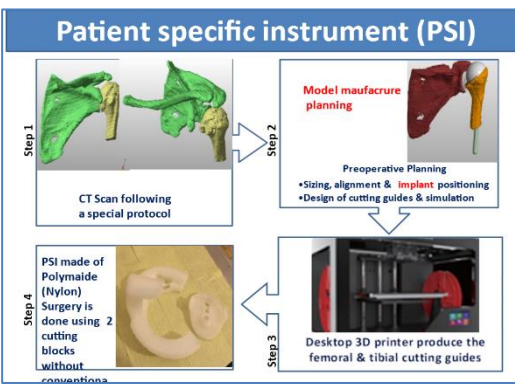 Patient specific instrument (PSI)
Step 1
CT Scan following
a special protocol
Step 2
Model maufacrure
planning
Preoperative Planning
•Sizing, alignment & implant positioning
•Design of cutting guides & simulation
Step 3
Desktop 3D printer produce the
femoral & tibial cutting guides
Step 4
PSI made of
Polymaide
(Nylon)
Surgery is
done using 2
cutting
blocks
without
conventiona